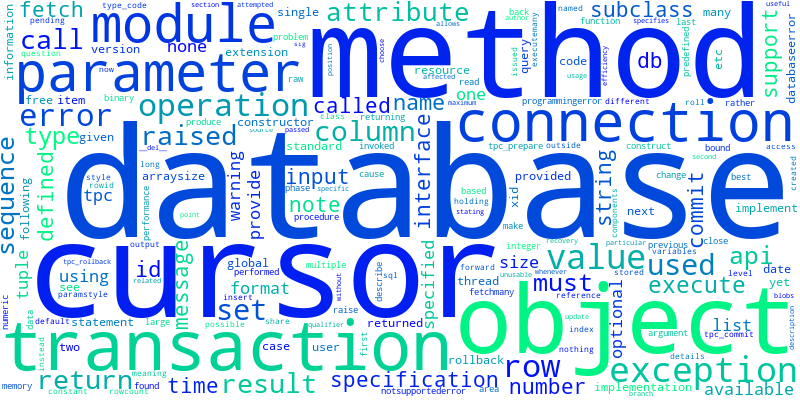 database
method
cursor
object
transaction
connection
module
parameter
operation
value
exception
error
column
row
used
attribute
subclass
fetch
call
none
version
extension
type
raised
called
name
one
support
api
execute
must
set
result
return
specification
number
available
list
optional
commit
string
interface
input
note
message
format
specified
sequence
defined
tuple
using
id
time
tpc
warning
provide
size
db
query
code
single
many
resource
standard
constructor
given
free
item
binary
raw
problem
information
pending
type_code
section
attempted
question
now
back
author
allows
issued
executemany
position
choose
efficiency
named
function
specifies
last
predefined
etc
read
affected
maximum
usage
programmingerror
different
roll
rather
useful
databaseerror
access
created
implement
bound
construct
second
change
best
based
holding
stating
components
make
next
provided
xid
outside
tpc_prepare
invoked
returning
class
passed
source
produce
sig
cause
phase
specific
procedure
arraysize
performance
long
__del__
style
rowid
point
following
see
output
tpc_rollback
performed
related
paramstyle
default
numeric
data
instead
statement
large
possible
insert
global
multiple
share
qualifier
without
describe
sql
raise
thread
forward
fetchmany
unusable
whenever
integer
recovery
particular
previous
variables
close
stored
level
date
yet
blobs
description
reference
update
index
argument
tpc_commit
details
nothing
implementation
branch
area
rollback
returned
first
user
case
two
meaning
found
memory
constant
rowcount
notsupportederror